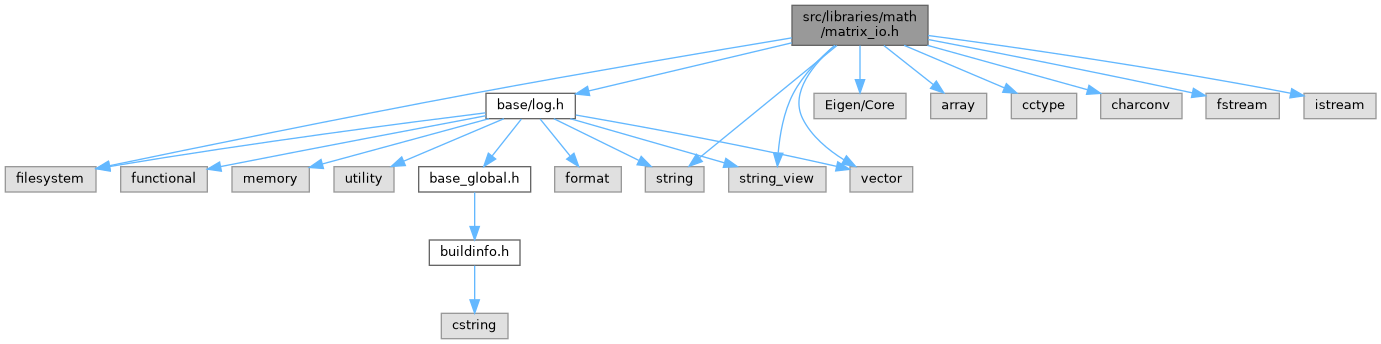 src/libraries/math
/matrix_io.h
base/log.h
Eigen/Core
array
cctype
charconv
fstream
istream
filesystem
functional
memory
utility
base_global.h
format
string
string_view
vector
buildinfo.h
cstring